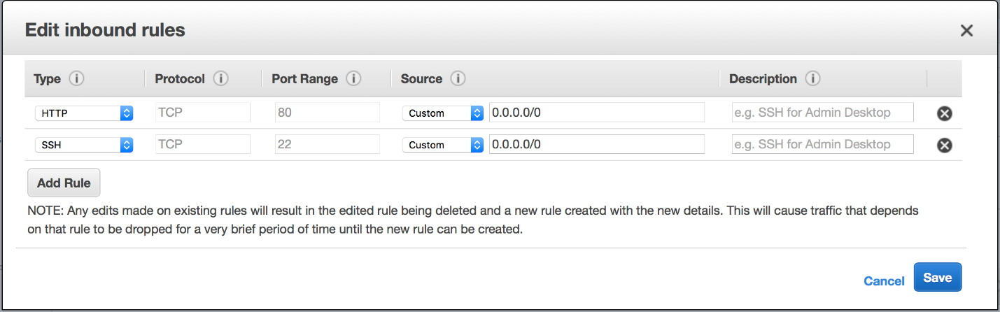 Edit inbound rules
Type Protocol Port Range Source Description
HTTP TCP 80 Custom 0.0.0.0/0 e.g. SSH for Admin Desktop
SSH TCP 22 Custom 0.0.0.0/0 e.g. SSH for Admin Desktop
Add Rule
NOTE: Any edits made on existing rules will result in the edited rule being deleted and a new rule created with the new details. This will cause traffic that depends
on that rule to be dropped for a very brief period of time until the new rule can be created.
Cancel Save